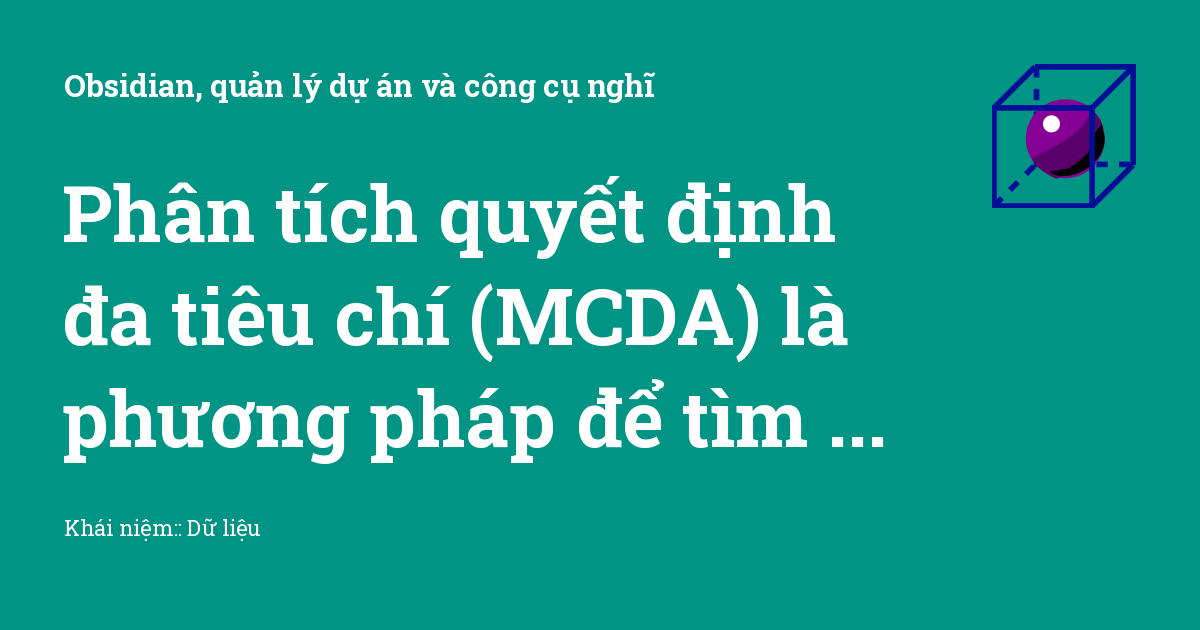 Obsidian, quản lý dự án và công cụ nghĩ
Phân tích quyết định
đa tiêu chí (MCDA) là
phương pháp để tìm ...
Khái niệm:: Dữ liệu